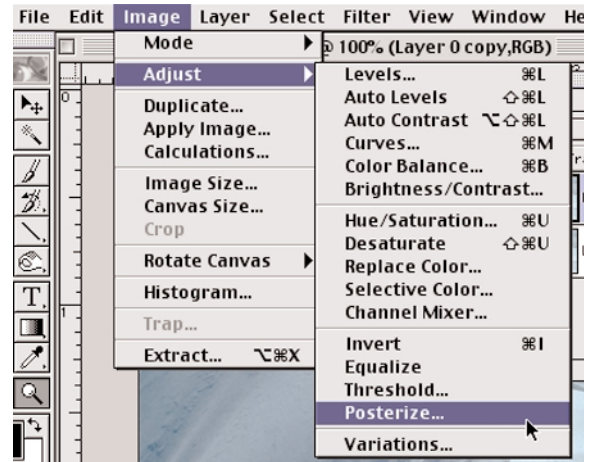 File Edit Image Layer Select Filter View Window He
@ 100% (Layer 0 copy,RGB)
Mode
Adjust
Duplicate...
Apply Image...
Calculations...
Image Size...
Canvas Size...
Crop
Rotate Canvas
Histogram...
Trap...
Extract... ⌥⌘X
Levels... ⌘L
Auto Levels ⇧⌘L
Auto Contrast ⌥⇧⌘L
Curves... ⌘M
Color Balance... ⌘B
Brightness/Contrast...
Hue/Saturation... ⌘U
Desaturate ⇧⌘U
Replace Color...
Selective Color...
Channel Mixer...
Invert ⌘I
Equalize
Threshold...
Posterize...
Variations...
0
1
T